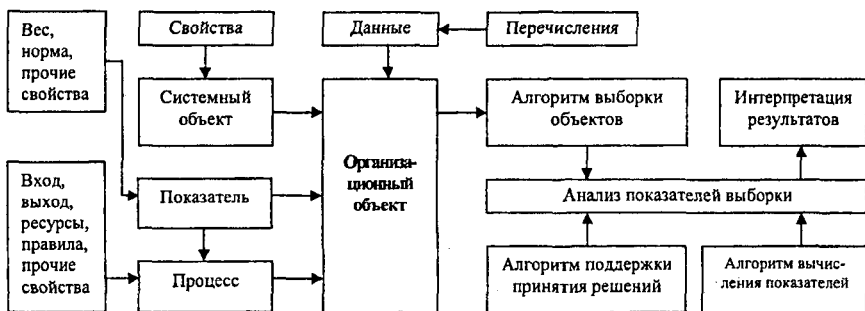 Вес,
норма,
прочие
свойства
Свойства
Данные
Перечисления
Системный
объект
Алгоритм выборки
объектов
Интерпретация
результатов
Организа-
ционный
объект
Вход,
выход,
ресурсы,
правила,
прочие
свойства
Показатель
Анализ показателей выборки
Процесс
Алгоритм поддержки
принятия решений
Алгоритм вычис-
ления показателей